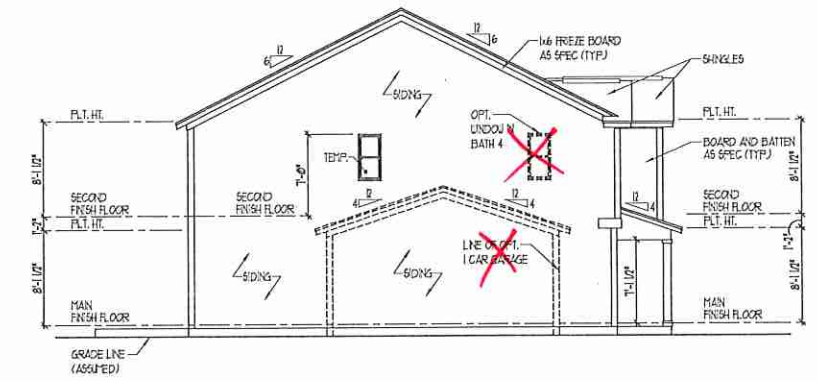 12
6
12
6
1x6 FRIEZE BOARD
AS SPEC (TYP.)
SHINGLES
PLT. HT.
SIDING
OPT.
WINDOW IN
BATH 4
PLT. HT.
TEMP.
BOARD AND BATTEN
AS SPEC (TYP.)
8'-1 1/2"
7'-0"
8'-1 1/2"
SECOND
FINISH FLOOR
SECOND
FINISH FLOOR
12
4
12
4
12
4
SECOND
FINISH FLOOR
1'-2"
PLT. HT.
PLT. HT.
1'-2"
LINE OF OPT.
1 CAR GARAGE
SIDING
SIDING
8'-1 1/2"
7'-1 1/2"
8'-1 1/2"
MAIN
FINISH FLOOR
MAIN
FINISH FLOOR
GRADE LINE
(ASSUMED)